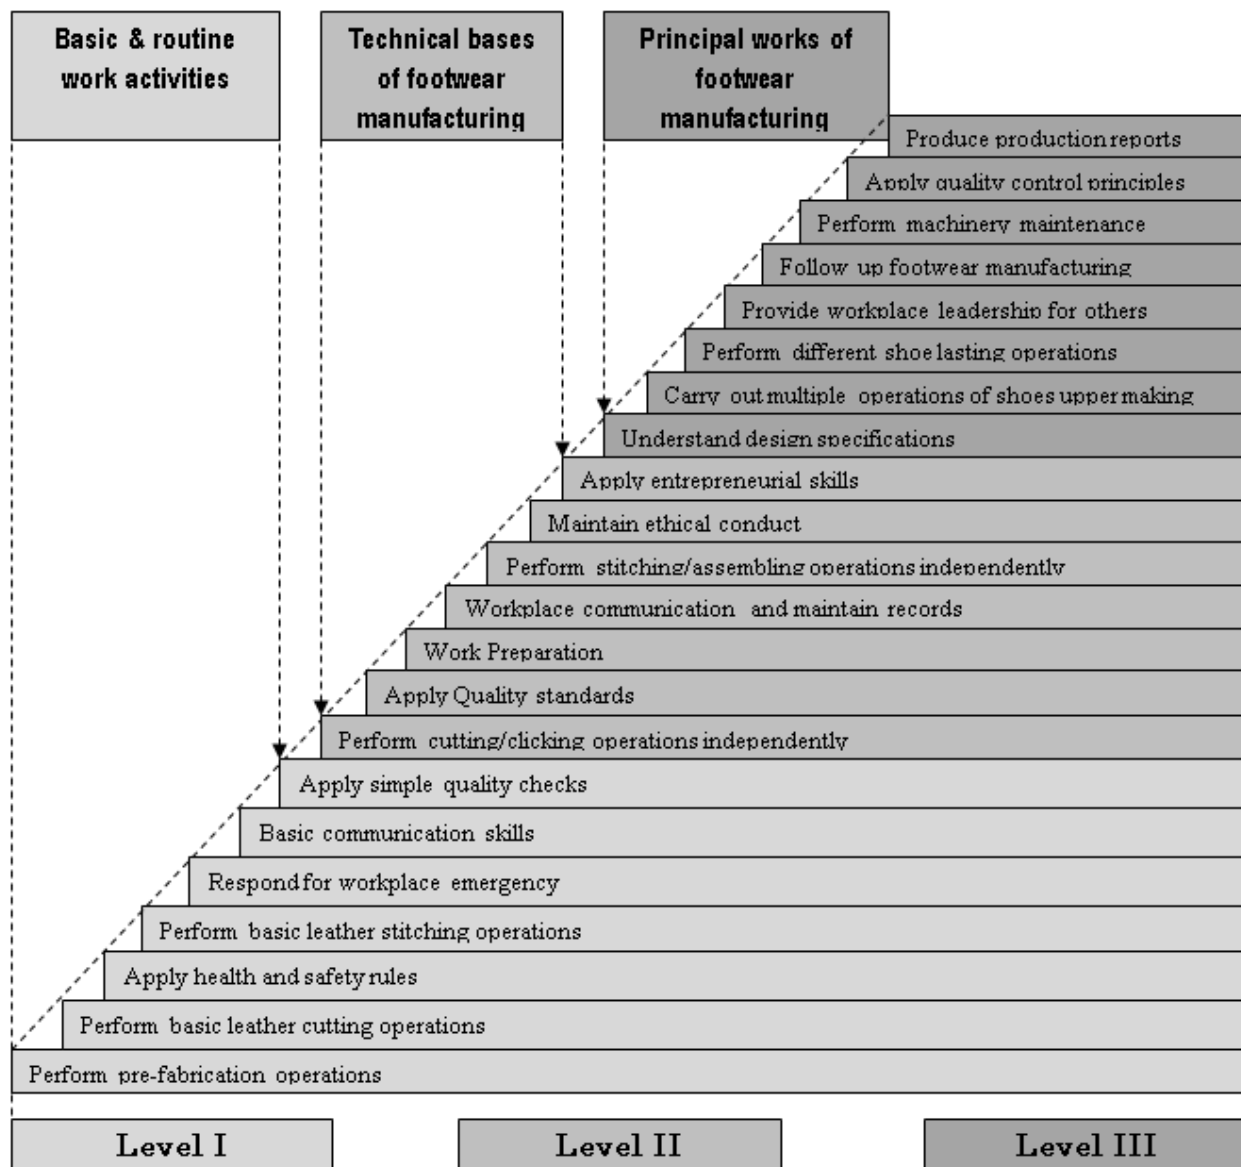 Basic & routine
work activities
Technical bases
of footwear
manufacturing
Principal works of
footwear
manufacturing
Produce production reports
Apply quality control principles
Perform machinery maintenance
Follow up footwear manufacturing
Provide workplace leadership for others
Perform different shoe lasting operations
Carry out multiple operations of shoes upper making
Understand design specifications
Apply entrepreneurial skills
Maintain ethical conduct
Perform stitching/assembling operations independently
Workplace communication and maintain records
Work Preparation
Apply Quality standards
Perform cutting/clicking operations independently
Apply simple quality checks
Basic communication skills
Respond for workplace emergency
Perform basic leather stitching operations
Apply health and safety rules
Perform basic leather cutting operations
Perform pre-fabrication operations
Level I
Level II
Level III